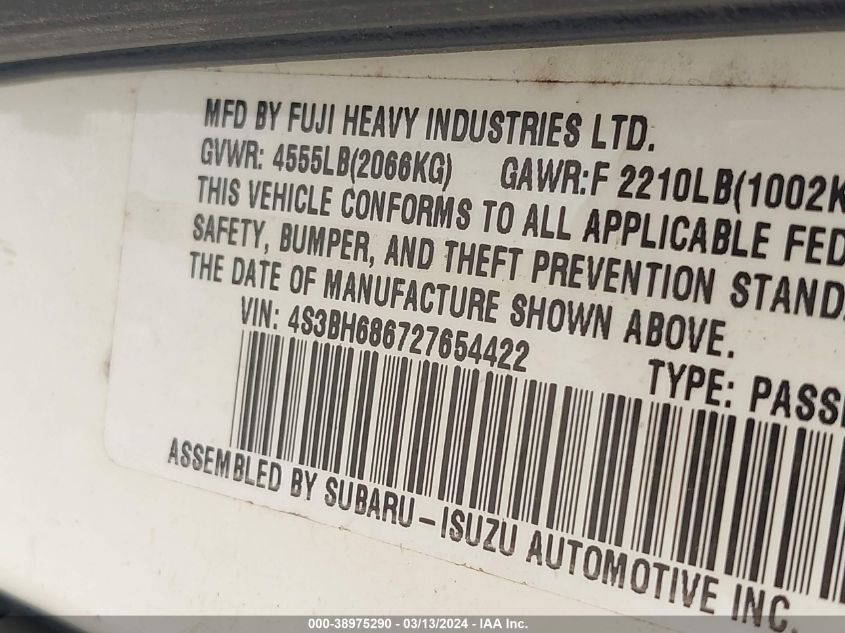 MFD BY FUJI HEAVY INDUSTRIES LTD.
GVWR: 4555LB(2066KG) GAWR:F 2210LB(1002K
THIS VEHICLE CONFORMS TO ALL APPLICABLE FED
SAFETY, BUMPER, AND THEFT PREVENTION STAND
THE DATE OF MANUFACTURE SHOWN ABOVE.
VIN: 4S3BH686727654422 TYPE: PASS
ASSEMBLED BY SUBARU-ISUZU AUTOMOTIVE INC.
000-38975290 - 03/13/2024 - IAA Inc.